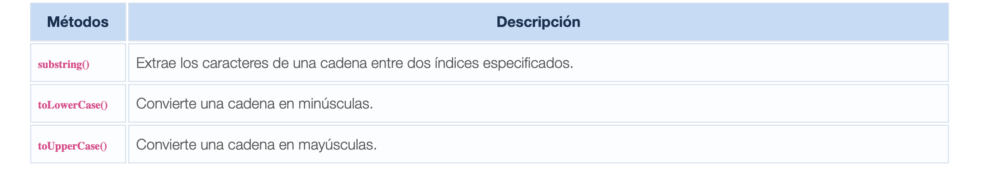 Métodos Descripción
substring() Extrae los caracteres de una cadena entre dos índices especificados.
toLowerCase() Convierte una cadena en minúsculas.
toUpperCase() Convierte una cadena en mayúsculas.